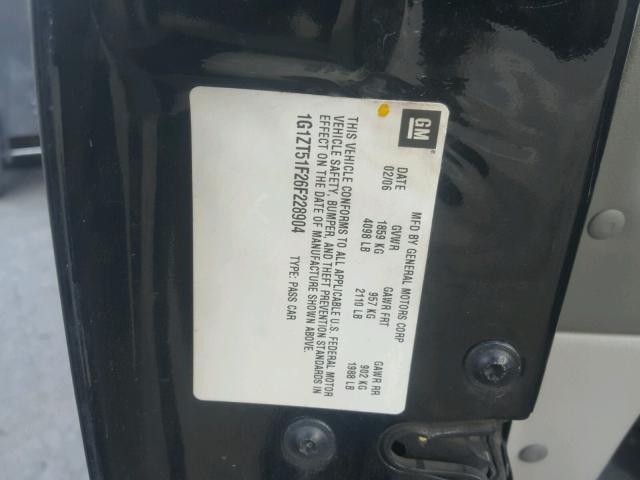 GM
MFD BY GENERAL MOTORS CORP
DATE GVWR GAWR FRT GAWR RR
02/06 1859 KG 957 KG 902 KG
4098 LB 2110 LB 1988 LB
THIS VEHICLE CONFORMS TO ALL APPLICABLE U.S. FEDERAL MOTOR
VEHICLE SAFETY, BUMPER, AND THEFT PREVENTION STANDARDS IN
EFFECT ON THE DATE OF MANUFACTURE SHOWN ABOVE.
1G1ZT51F26F228904 TYPE: PASS CAR